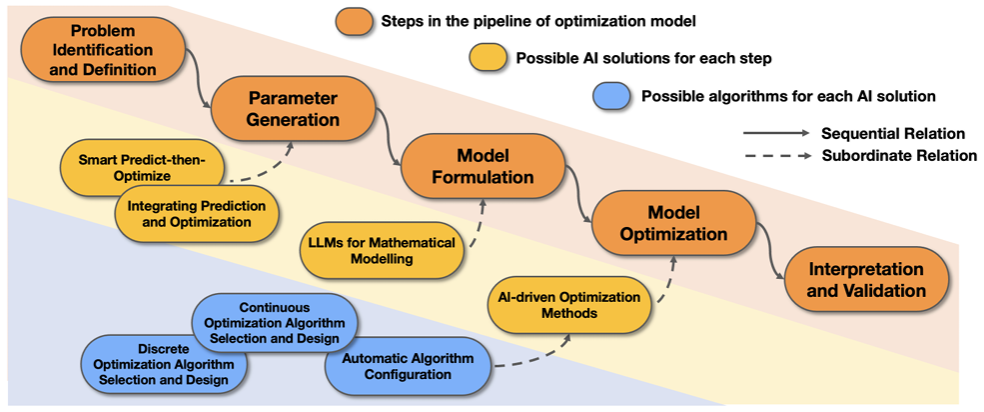 Steps in the pipeline of optimization model
Possible AI solutions for each step
Possible algorithms for each AI solution
Sequential Relation
Subordinate Relation
Problem
Identification
and Definition
Parameter
Generation
Model
Formulation
Model
Optimization
Interpretation
and Validation
Smart Predict-then-
Optimize
Integrating Prediction
and Optimization
LLMs for Mathematical
Modelling
AI-driven Optimization
Methods
Continuous
Optimization Algorithm
Selection and Design
Discrete
Optimization Algorithm
Selection and Design
Automatic Algorithm
Configuration